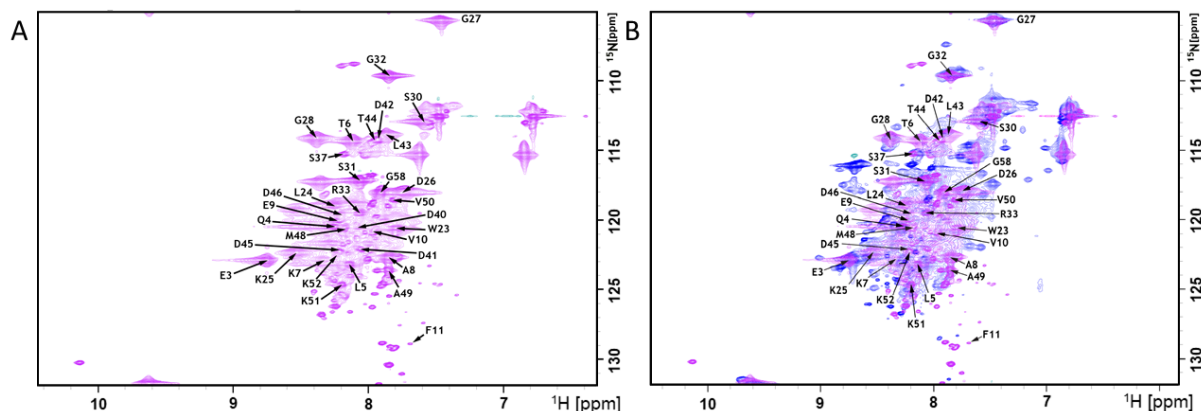 A
G27
¹⁵N[ppm]
G32
110
D42
T44
S30
L43
T6
G28
115
S37
S31
G58
D26
L24
R33
D46
V50
E9
120
D40
Q4
W23
M48
V10
D45
D41
E3
K7
A8
K25
K52
L5
A49
125
K51
F11
130
10
9
8
7
¹H [ppm]
B
G27
¹⁵N[ppm]
G32
110
D42
T44
L43
T6
G28
S30
115
S37
S31
G58
D26
L24
D46
V50
E9
R33
120
Q4
M48
W23
D45
V10
E3
A8
K25
K7
A49
K52
L5
125
K51
F11
130
10
9
8
7
¹H [ppm]